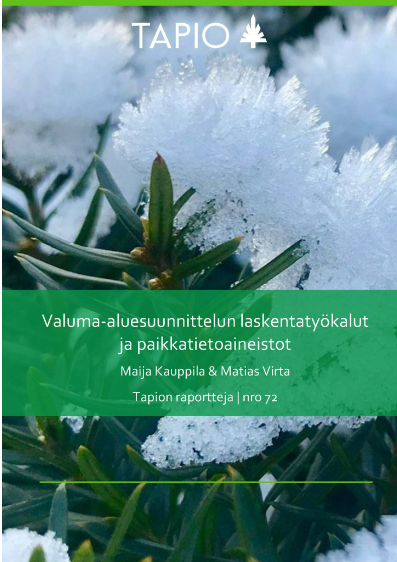 TAPIO
Valuma-aluesuunnittelun laskentatyökalut
ja paikkatietoaineistot
Maija Kauppila & Matias Virta
Tapion raportteja | nro 72